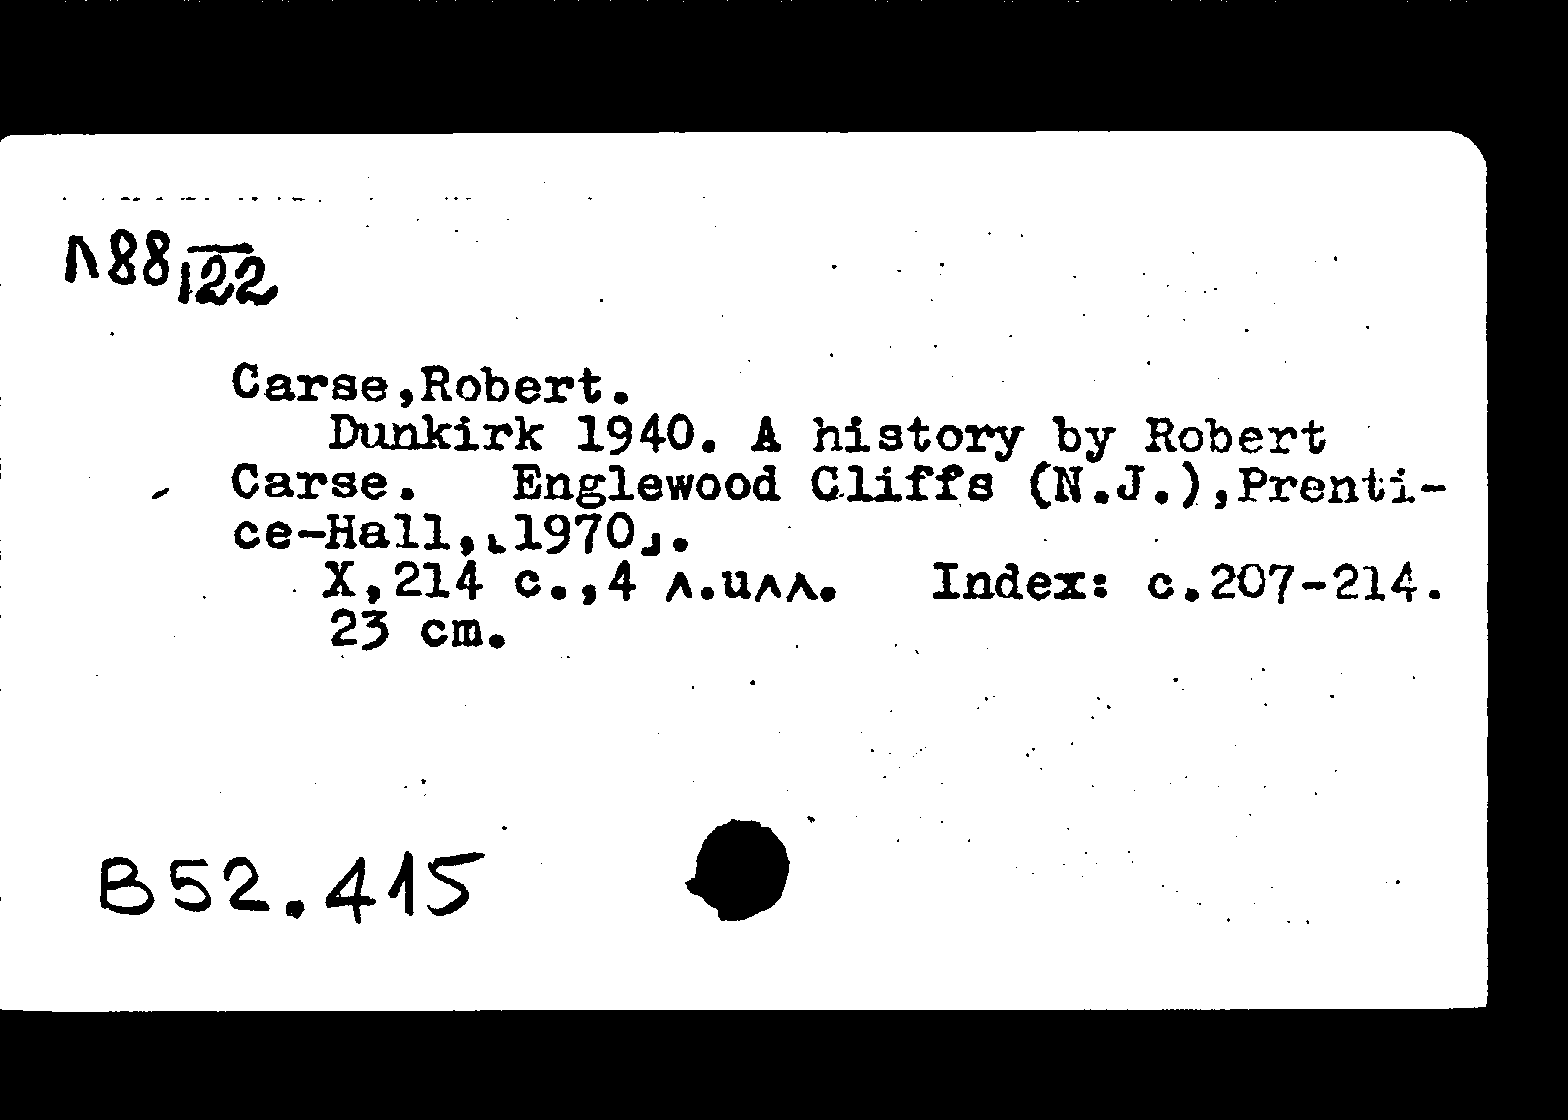 Л88/122
Carse,Robert.
Dunkirk 1940. A history by Robert
Carse. Englewood Cliffs (N.J.),Prenti-
ce-Hall,⌞1970⌟.
X,214 с.,4 л.илл. Index: с.207-214.
23 cm.
В52.415